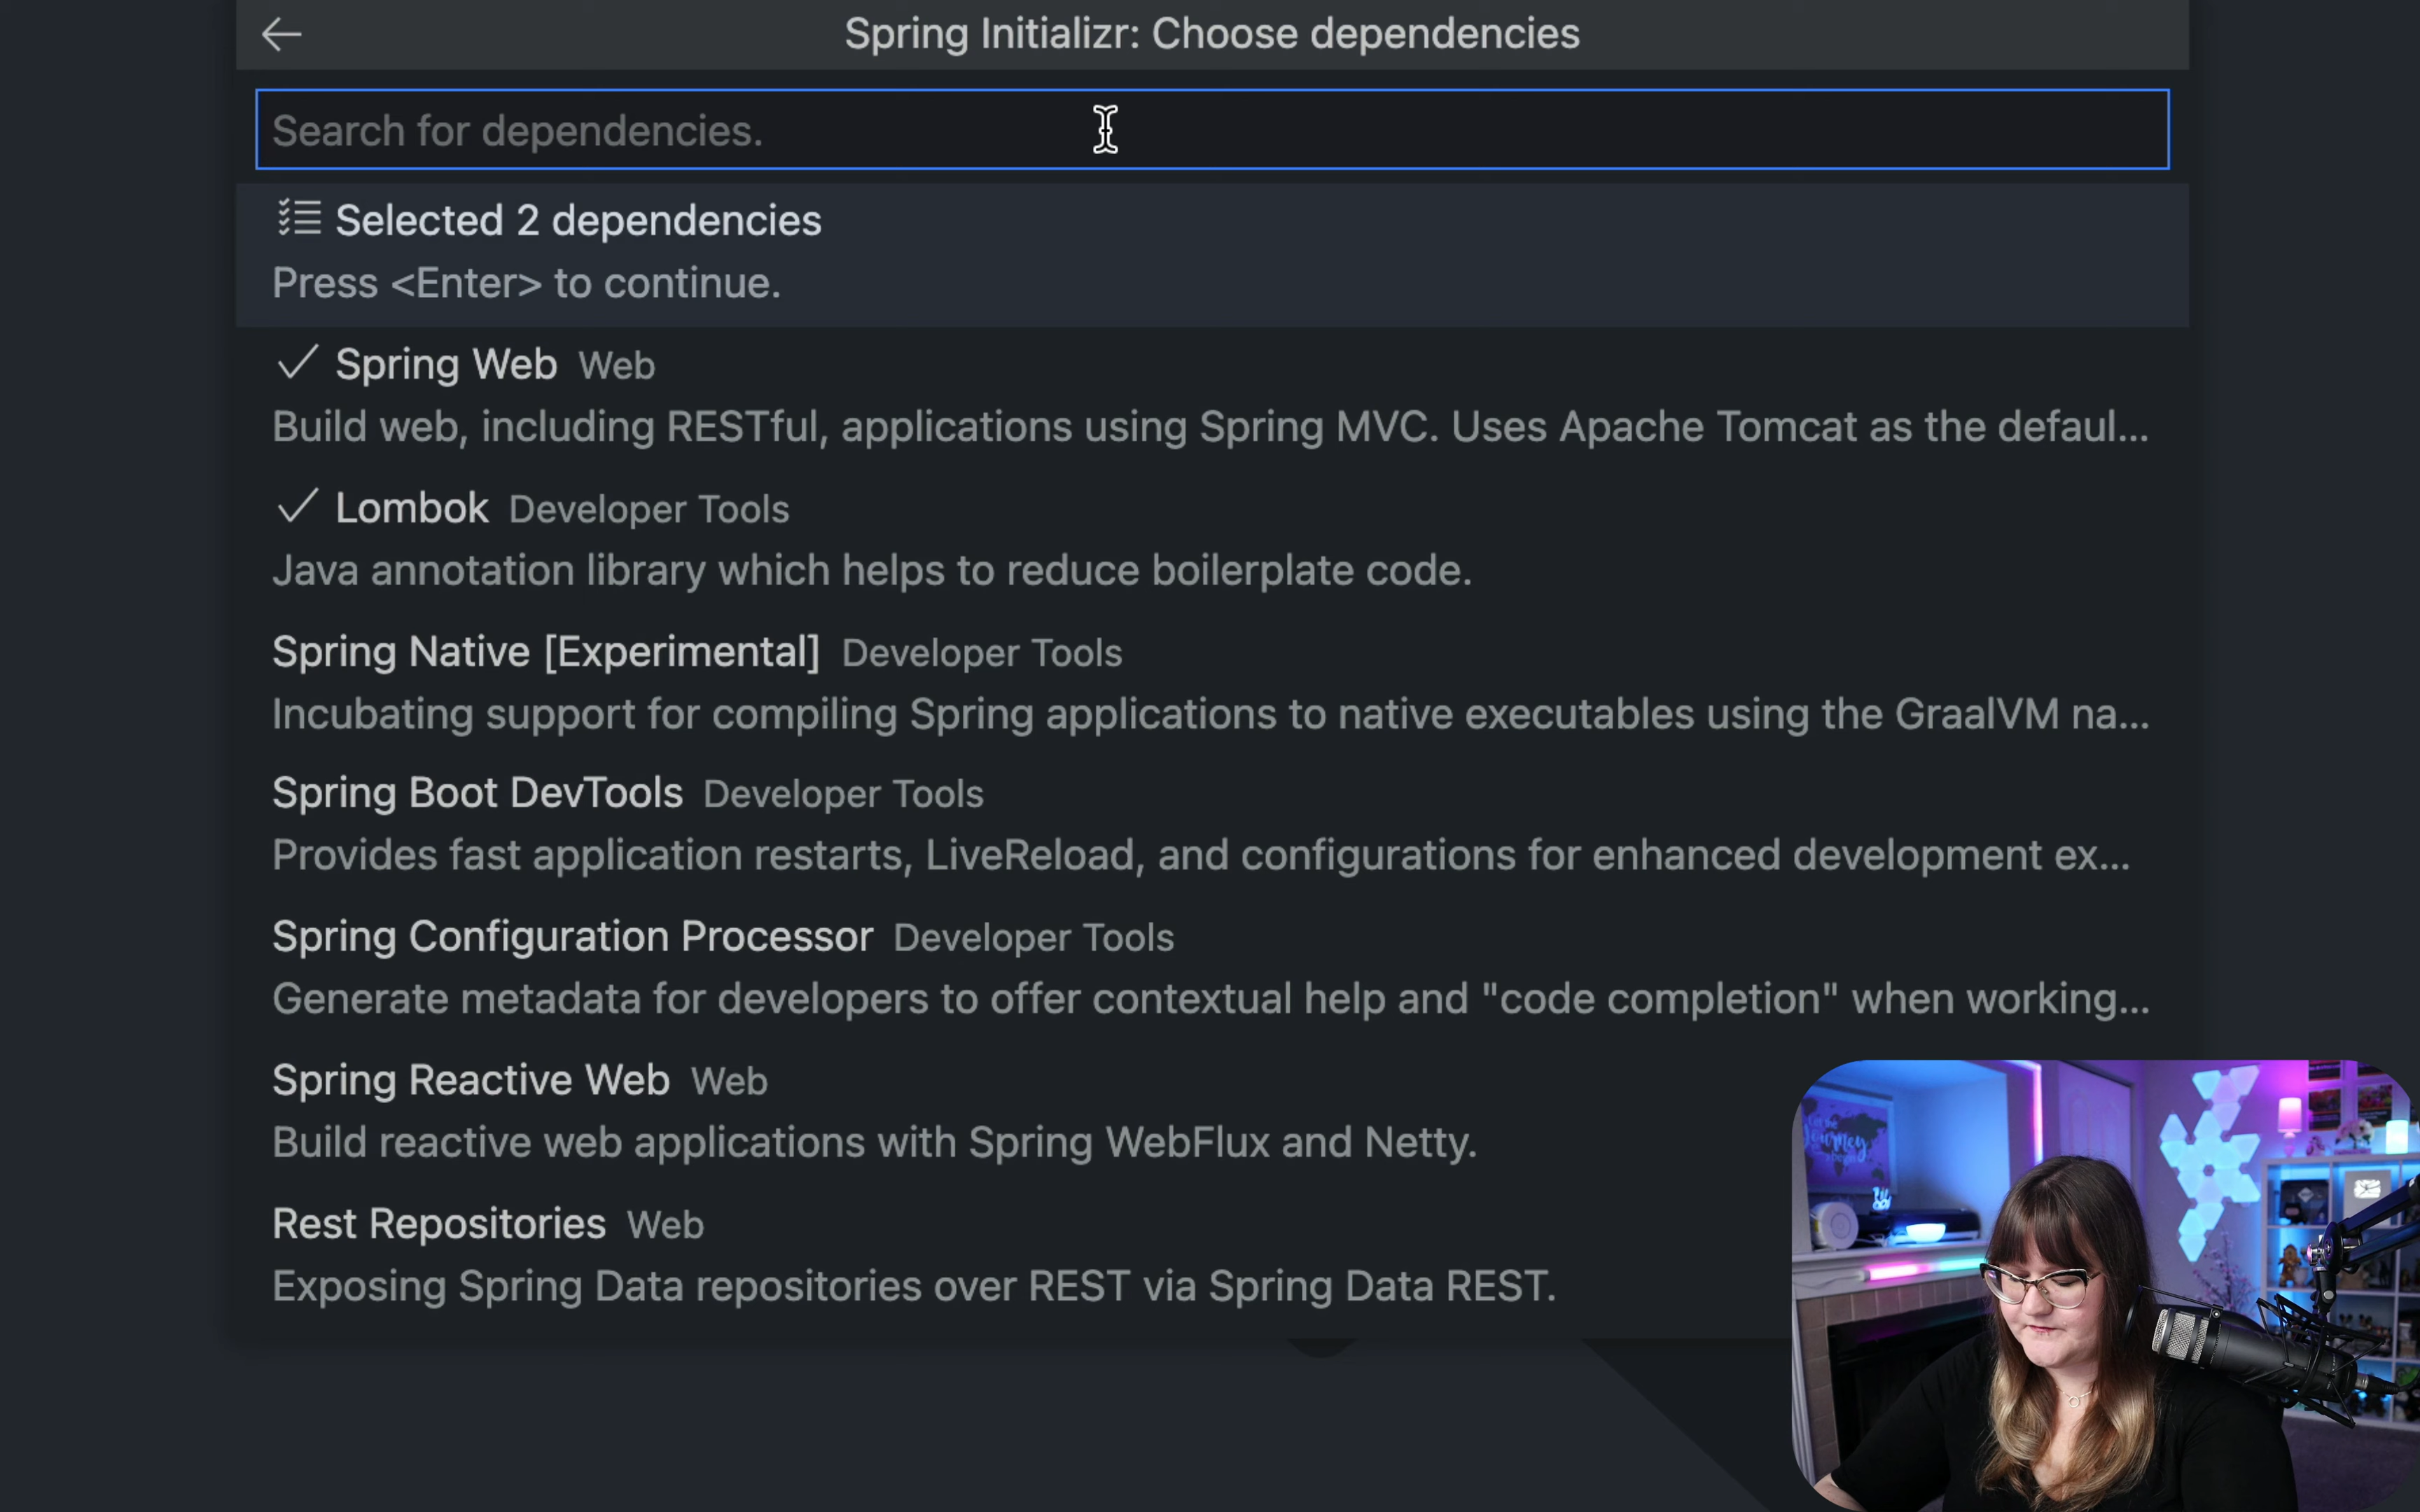 Spring Initializr: Choose dependencies
Search for dependencies.
Selected 2 dependencies
Press <Enter> to continue.
Spring Web Web
Build web, including RESTful, applications using Spring MVC. Uses Apache Tomcat as the defaul...
Lombok Developer Tools
Java annotation library which helps to reduce boilerplate code.
Spring Native [Experimental] Developer Tools
Incubating support for compiling Spring applications to native executables using the GraalVM na...
Spring Boot DevTools Developer Tools
Provides fast application restarts, LiveReload, and configurations for enhanced development ex...
Spring Configuration Processor Developer Tools
Generate metadata for developers to offer contextual help and "code completion" when working...
Spring Reactive Web Web
Build reactive web applications with Spring WebFlux and Netty.
Rest Repositories Web
Exposing Spring Data repositories over REST via Spring Data REST.
Journey